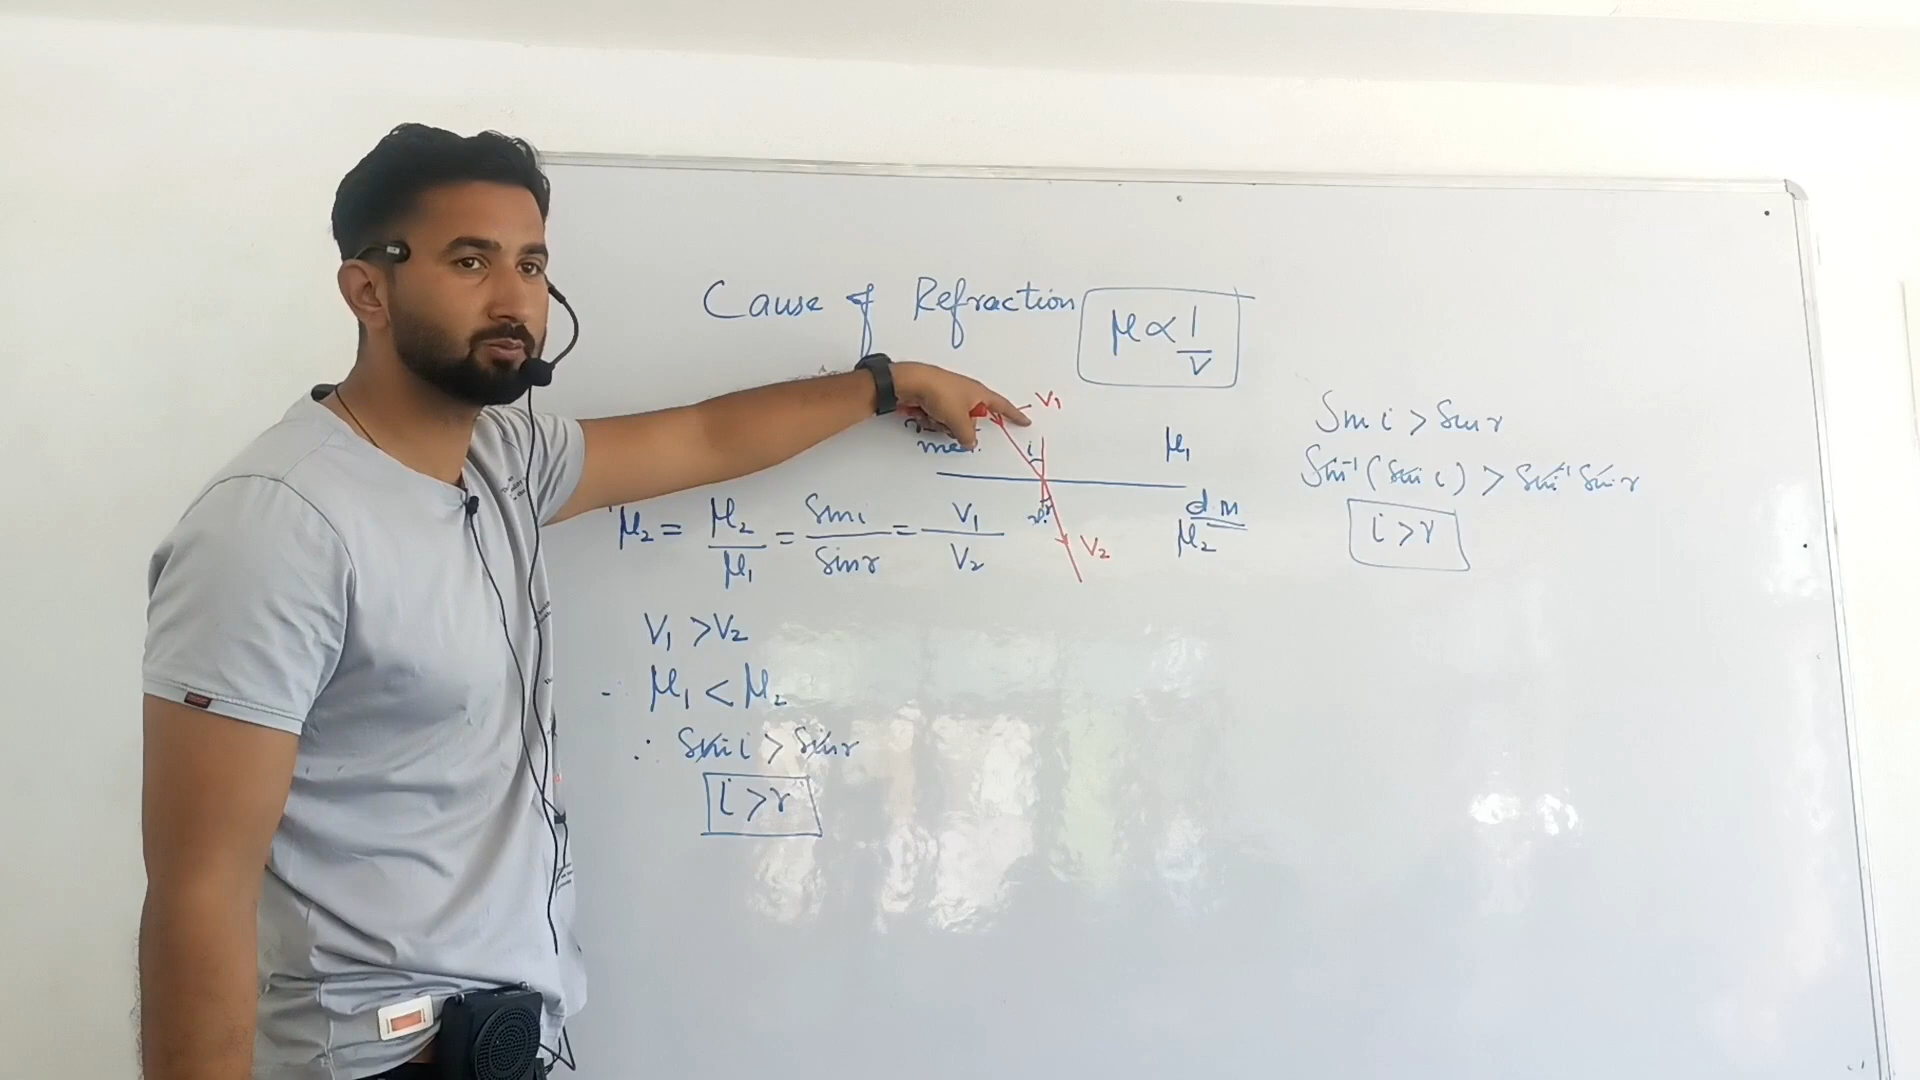 Cause of Refraction
μ ∝ 1/v
V₁
i
μ₁
d M
μ₂
V₂
¹μ₂ = μ₂/μ₁ = Sin i/Sin r = V₁/V₂
V₁ > V₂
μ₁ < μ₂
∴ Sin i > Sin r
i > r
Sin i > Sin r
Sin⁻¹(Sin i) > Sin⁻¹ Sin r
i > r